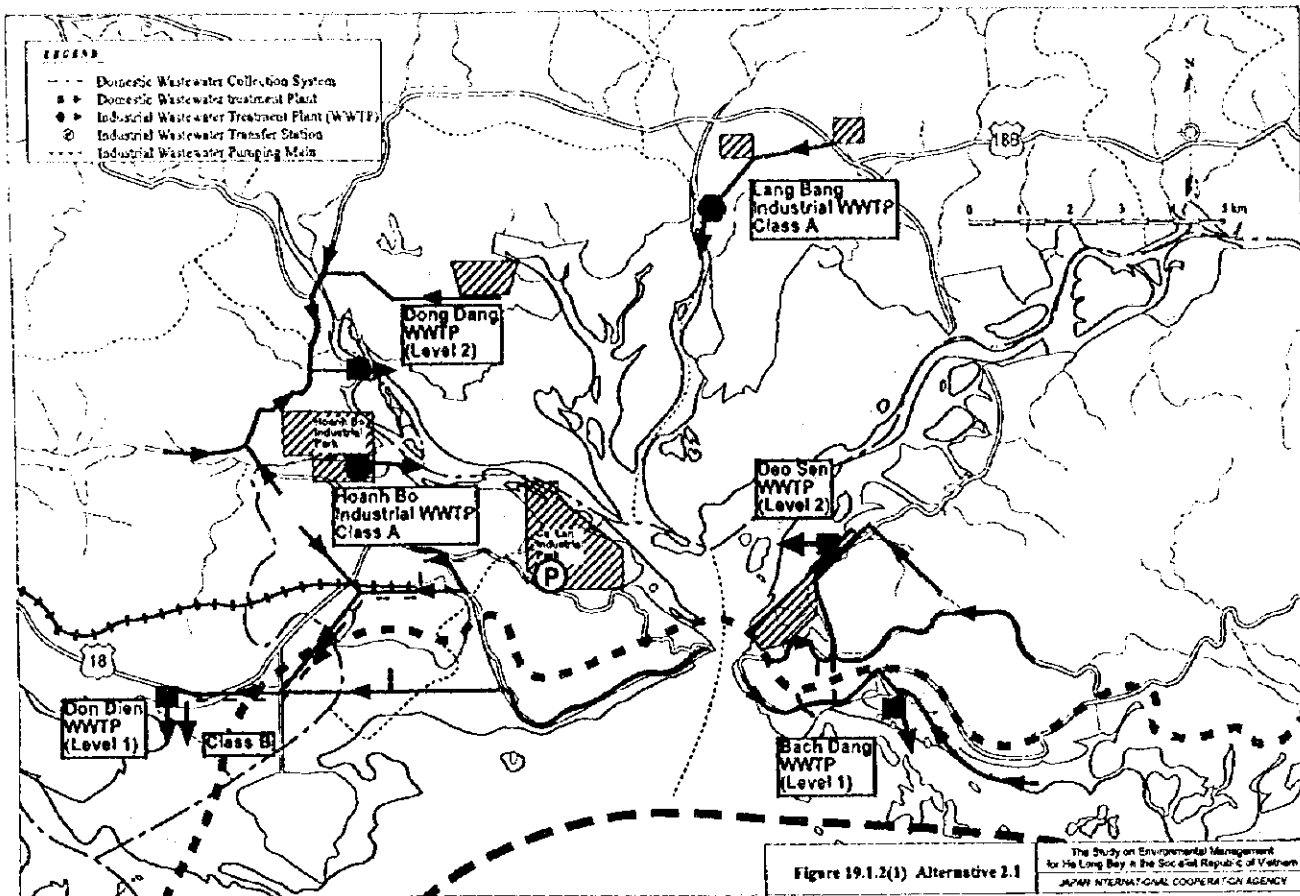 LEGEND
Domestic Wastewater Collection System
Domestic Wastewater treatment Plant
Industrial Wastewater Treatment Plant (WWTP)
Industrial Wastewater Transfer Station
Industrial Wastewater Pumping Main
N
18B
0 1 2 3 4 5 km
Lang Bang
Industrial WWTP
Class A
Dong Dang
WWTP
(Level 2)
Hoanh Bo
Industrial
Park
Deo Sen
WWTP
(Level 2)
Hoanh Bo
Industrial WWTP
Class A
Industrial
Park
P
18
Don Dien
WWTP
(Level 1)
Class B
Bach Dang
WWTP
(Level 1)
Figure 19.1.2(1) Alternative 2.1
The Study on Environmental Management
for Ha Long Bay in the Socialist Republic of Vietnam
JAPAN INTERNATIONAL COOPERATION AGENCY